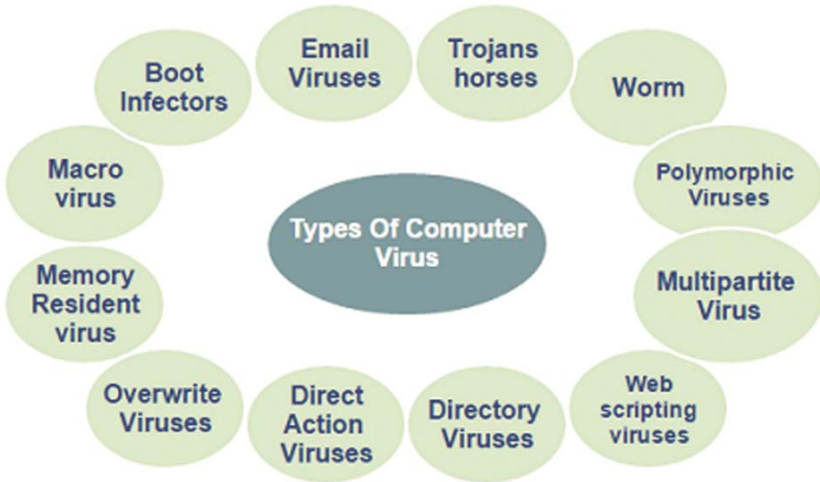 Email
Viruses
Trojans
horses
Boot
Infectors
Worm
Macro
virus
Polymorphic
Viruses
Types Of Computer
Virus
Memory
Resident
virus
Multipartite
Virus
Overwrite
Viruses
Direct
Action
Viruses
Directory
Viruses
Web
scripting
viruses